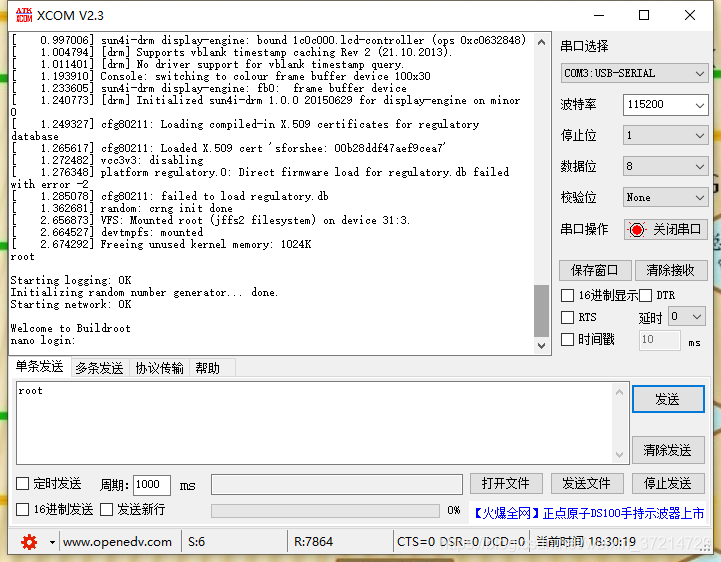 XCOM V2.3
[    0.997006] sun4i-drm display-engine: bound 1c0c000.lcd-controller (ops 0xc0632848)
[    1.004794] [drm] Supports vblank timestamp caching Rev 2 (21.10.2013).
[    1.011401] [drm] No driver support for vblank timestamp query.
[    1.193910] Console: switching to colour frame buffer device 100x30
[    1.233605] sun4i-drm display-engine: fb0:  frame buffer device
[    1.240773] [drm] Initialized sun4i-drm 1.0.0 20150629 for display-engine on minor
0
[    1.249327] cfg80211: Loading compiled-in X.509 certificates for regulatory
database
[    1.265617] cfg80211: Loaded X.509 cert 'sforshee: 00b28ddf47aef9cea7'
[    1.272482] vcc3v3: disabling
[    1.276348] platform regulatory.0: Direct firmware load for regulatory.db failed
with error -2
[    1.285078] cfg80211: failed to load regulatory.db
[    1.362681] random: crng init done
[    2.656873] VFS: Mounted root (jffs2 filesystem) on device 31:3.
[    2.664527] devtmpfs: mounted
[    2.674292] Freeing unused kernel memory: 1024K
root
Starting logging: OK
Initializing random number generator... done.
Starting network: OK
Welcome to Buildroot
nano login:
串口选择
COM3:USB-SERIAL
波特率 115200
停止位 1
数据位 8
校验位 None
串口操作 关闭串口
保存窗口 清除接收
16进制显示 DTR
RTS 延时 0
时间戳 10 ms
单条发送 多条发送 协议传输 帮助
root
发送
清除发送
定时发送 周期: 1000 ms 打开文件 发送文件 停止发送
16进制发送 发送新行 0% 【火爆全网】正点原子DS100手持示波器上市
www.openedv.com S:6 R:7864 CTS=0 DSR=0 DCD=0 当前时间 18:30:19